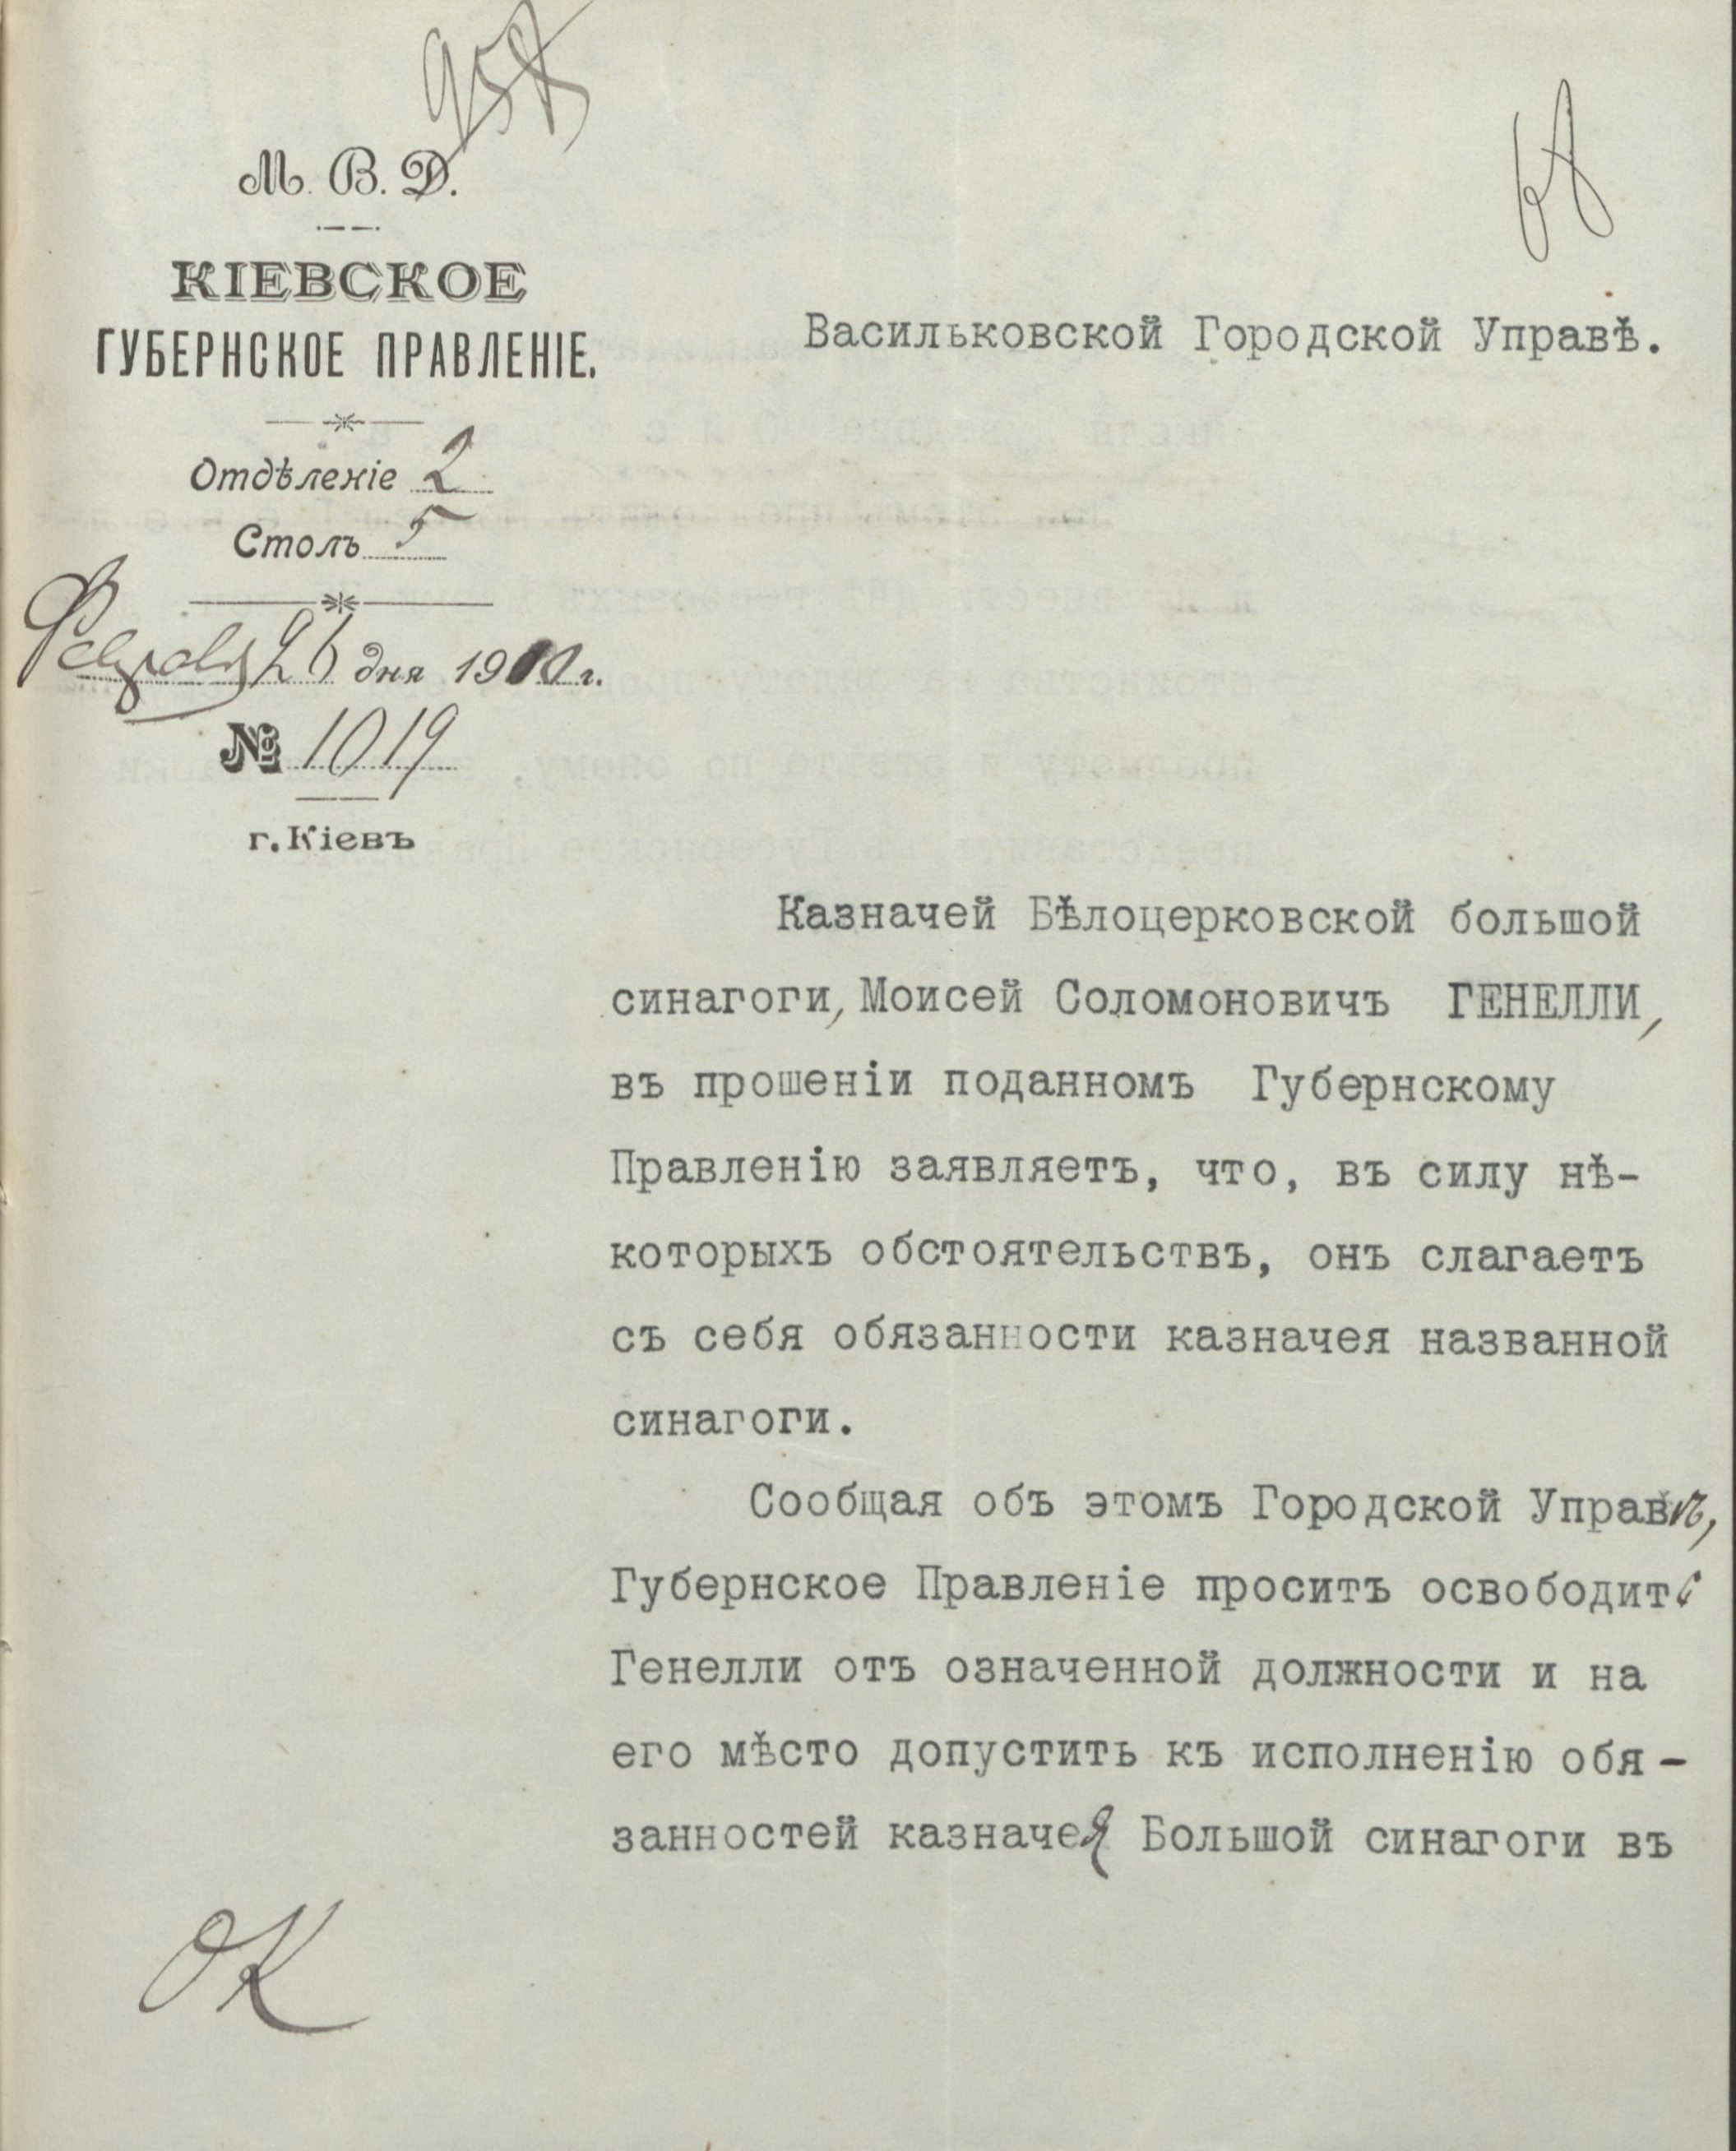 М. В. Д.
КІЕВСКОЕ
ГУБЕРНСКОЕ ПРАВЛЕНІЕ.
Отдѣленіе 2
Столъ 5
Февраля 26 дня 1910 г.
№ 1019
г. Кіевъ
Васильковской Городской Управѣ.
Казначей Бѣлоцерковской большой
синагоги, Моисей Соломоновичъ ГЕНЕЛЛИ,
въ прошеніи поданномъ Губернскому
Правленію заявляетъ, что, въ силу нѣ-
которыхъ обстоятельствъ, онъ слагаетъ
съ себя обязанности казначея названной
синагоги.
Сообщая объ этомъ Городской Управѣ,
Губернское Правленіе проситъ освободить
Генелли отъ означенной должности и на
его мѣсто допустить къ исполненію обя-
занностей казначея Большой синагоги въ